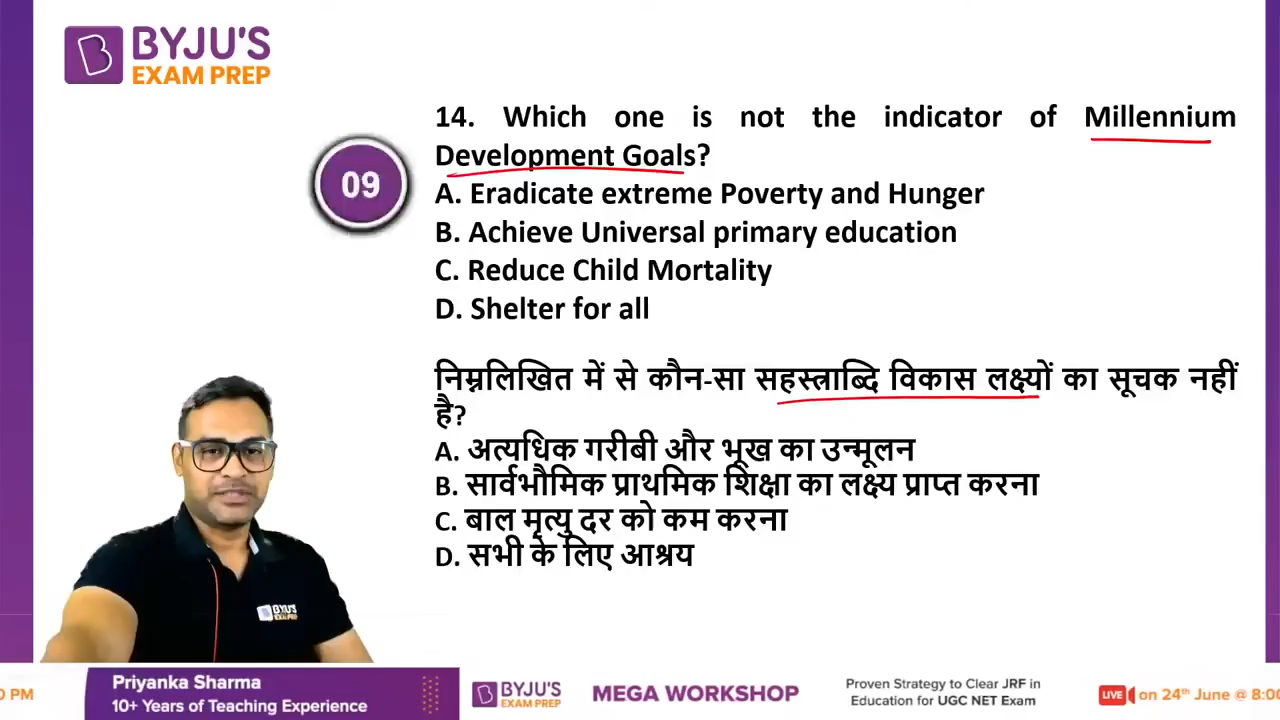 BYJU'S
EXAM PREP
14. Which one is not the indicator of Millennium
Development Goals?
09
A. Eradicate extreme Poverty and Hunger
B. Achieve Universal primary education
C. Reduce Child Mortality
D. Shelter for all
निम्नलिखित में से कौन-सा सहस्त्राब्दि विकास लक्ष्यों का सूचक नहीं
है?
A. अत्यधिक गरीबी और भूख का उन्मूलन
B. सार्वभौमिक प्राथमिक शिक्षा का लक्ष्य प्राप्त करना
C. बाल मृत्यु दर को कम करना
D. सभी के लिए आश्रय
BYJU'S
EXAM PREP
PM
Priyanka Sharma
10+ Years of Teaching Experience
BYJU'S
EXAM PREP
MEGA WORKSHOP
Proven Strategy to Clear JRF in
Education for UGC NET Exam
LIVE on 24th June @ 8:00